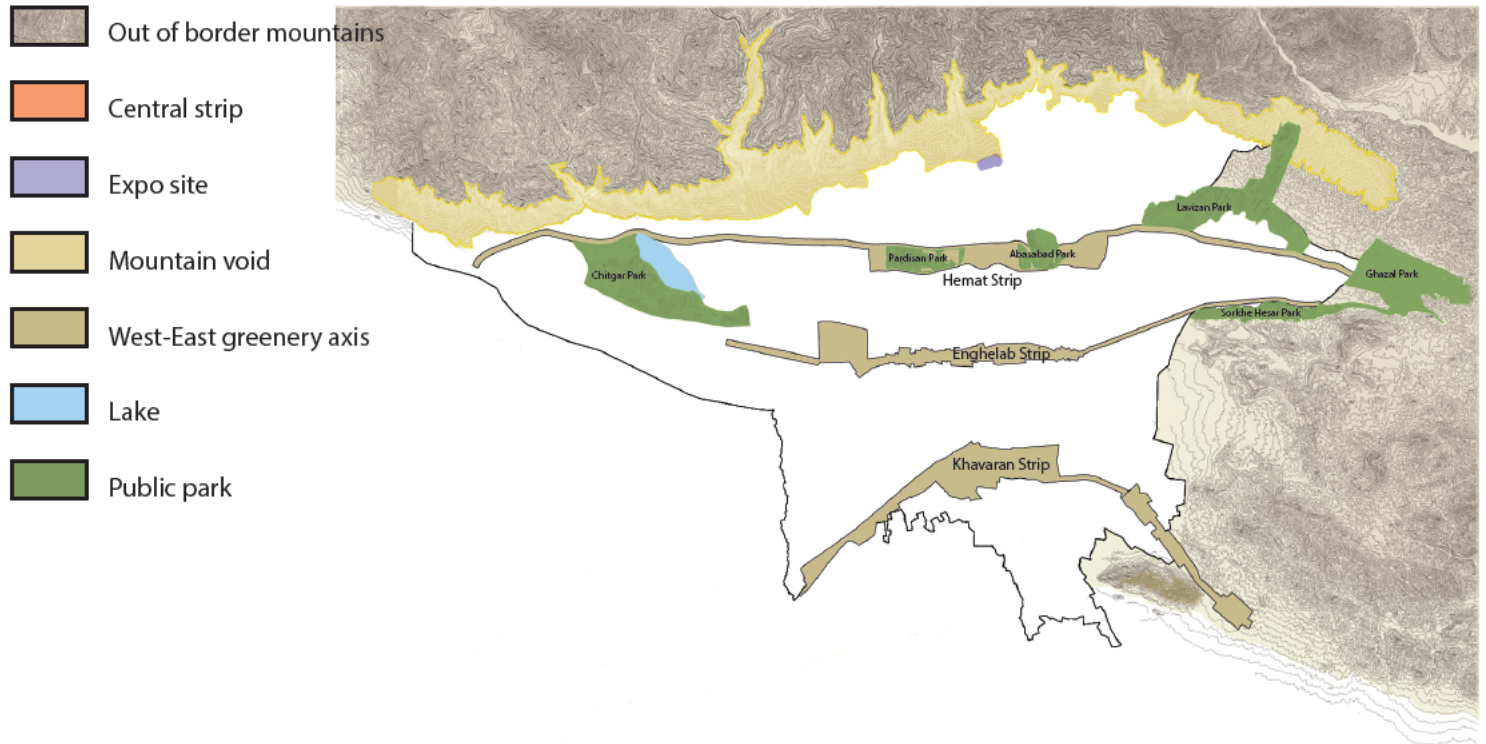 Out of border mountains
Central strip
Expo site
Mountain void
West-East greenery axis
Lake
Public park
Lavizan Park
Pardisan Park
Abasabad Park
Chitgar Park
Ghazal Park
Hemat Strip
Sorkhe Hesar Park
Enghelab Strip
Khavaran Strip